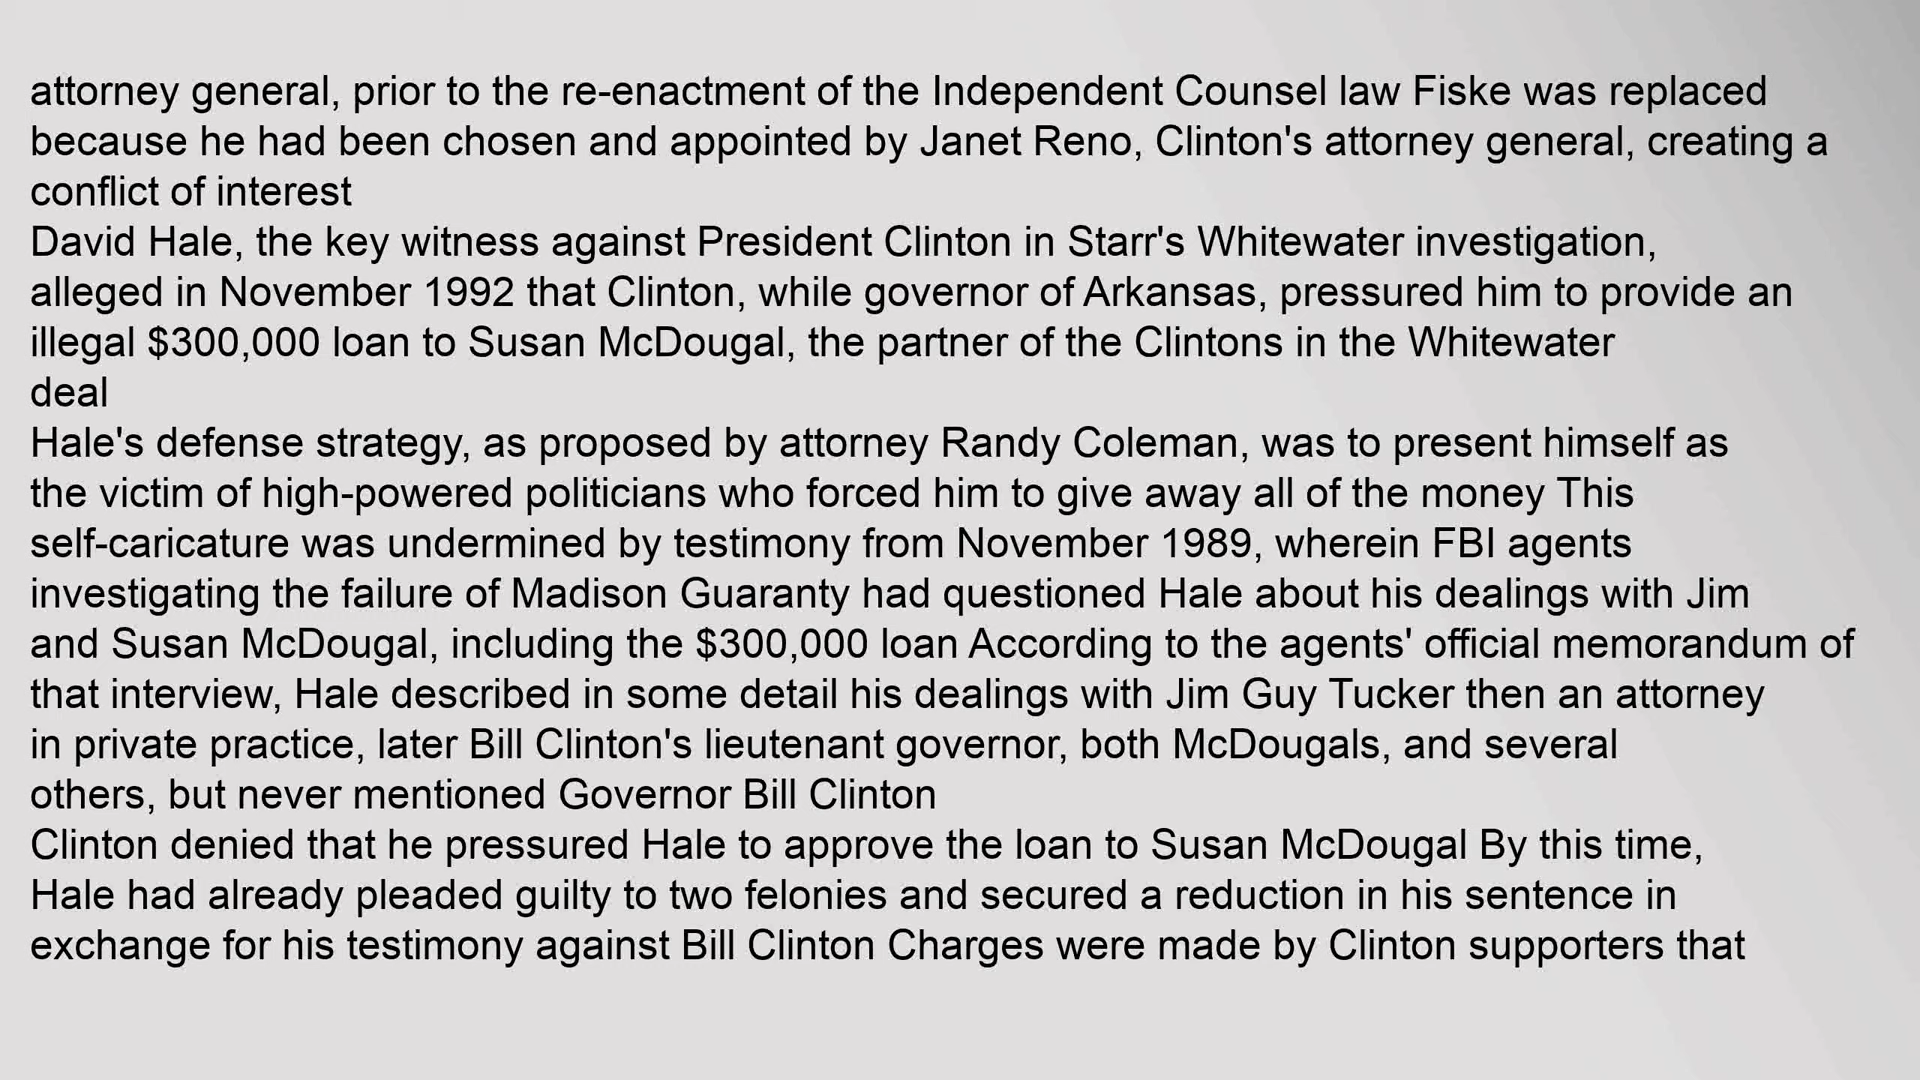 attorney general, prior to the re-enactment of the Independent Counsel law Fiske was replaced
because he had been chosen and appointed by Janet Reno, Clinton's attorney general, creating a
conflict of interest
David Hale, the key witness against President Clinton in Starr's Whitewater investigation,
alleged in November 1992 that Clinton, while governor of Arkansas, pressured him to provide an
illegal $300,000 loan to Susan McDougal, the partner of the Clintons in the Whitewater
deal
Hale's defense strategy, as proposed by attorney Randy Coleman, was to present himself as
the victim of high-powered politicians who forced him to give away all of the money This
self-caricature was undermined by testimony from November 1989, wherein FBI agents
investigating the failure of Madison Guaranty had questioned Hale about his dealings with Jim
and Susan McDougal, including the $300,000 loan According to the agents' official memorandum of
that interview, Hale described in some detail his dealings with Jim Guy Tucker then an attorney
in private practice, later Bill Clinton's lieutenant governor, both McDougals, and several
others, but never mentioned Governor Bill Clinton
Clinton denied that he pressured Hale to approve the loan to Susan McDougal By this time,
Hale had already pleaded guilty to two felonies and secured a reduction in his sentence in
exchange for his testimony against Bill Clinton Charges were made by Clinton supporters that